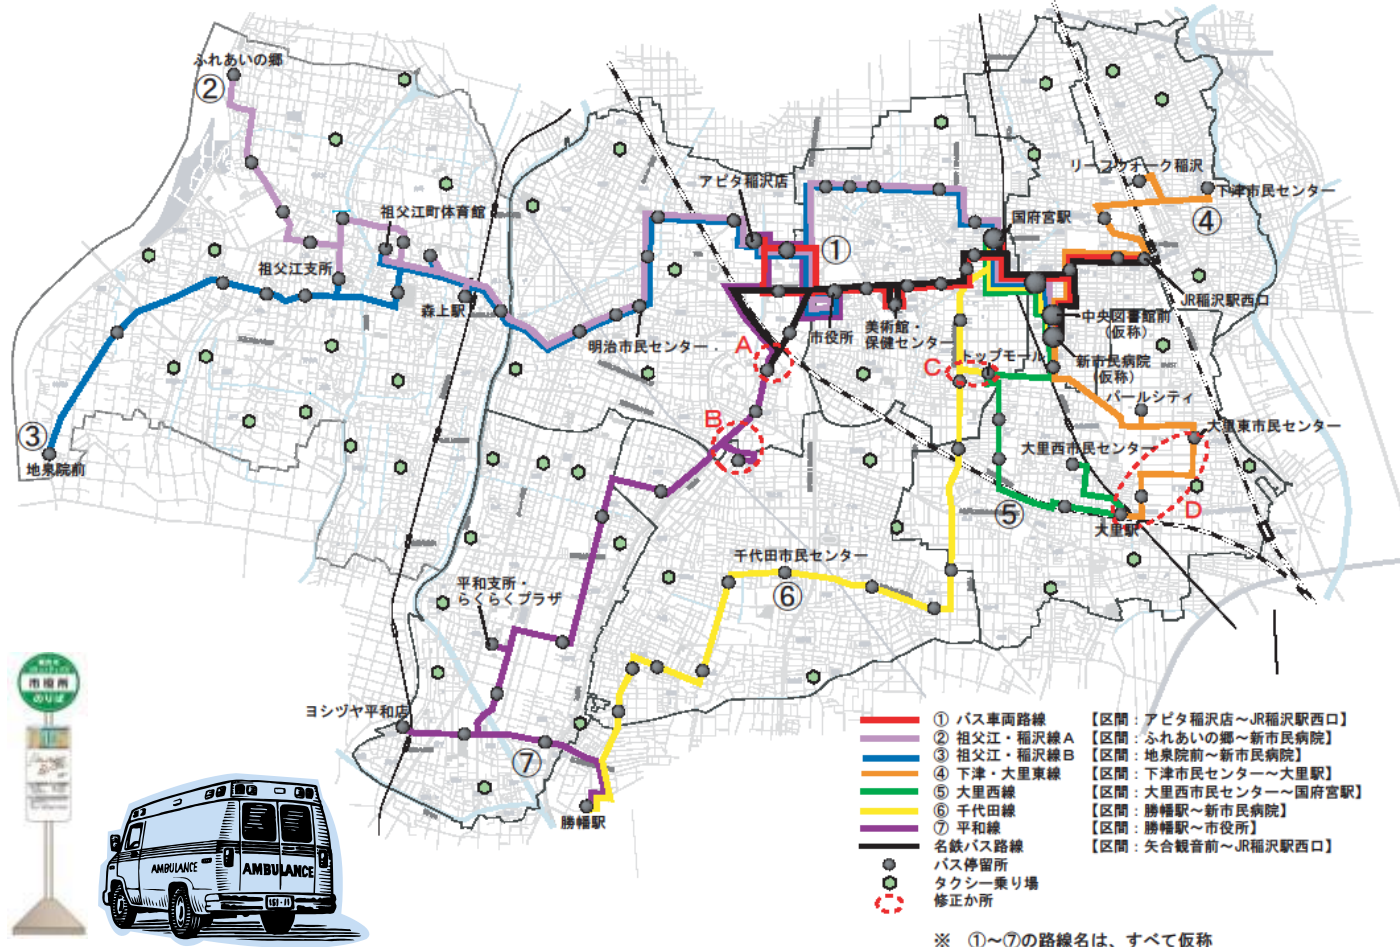 ふれあいの郷
②
祖父江町体育館
祖父江支所
森上駅
③
地泉院前
アピタ稲沢店
①
国府宮駅
リーフウォーク稲沢
下津市民センター
④
JR稲沢駅西口
明治市民センター
A
市役所
美術館・
保健センター
中央図書館前
(仮称)
新市民病院
(仮称)
C
トップモール
パールシティ
B
大里西市民センター
大里東市民センター
D
⑤
大里駅
千代田市民センター
⑥
平和支所・
らくらくプラザ
ヨシヅヤ平和店
⑦
勝幡駅
市役所
のりば
AMBULANCE
AMBULANCE
① バス車両路線 【区間：アピタ稲沢店～JR稲沢駅西口】
② 祖父江・稲沢線A 【区間：ふれあいの郷～新市民病院】
③ 祖父江・稲沢線B 【区間：地泉院前～新市民病院】
④ 下津・大里東線 【区間：下津市民センター～大里駅】
⑤ 大里西線 【区間：大里西市民センター～国府宮駅】
⑥ 千代田線 【区間：勝幡駅～新市民病院】
⑦ 平和線 【区間：勝幡駅～市役所】
名鉄バス路線 【区間：矢合観音前～JR稲沢駅西口】
バス停留所
タクシー乗り場
修正か所
※ ①～⑦の路線名は、すべて仮称